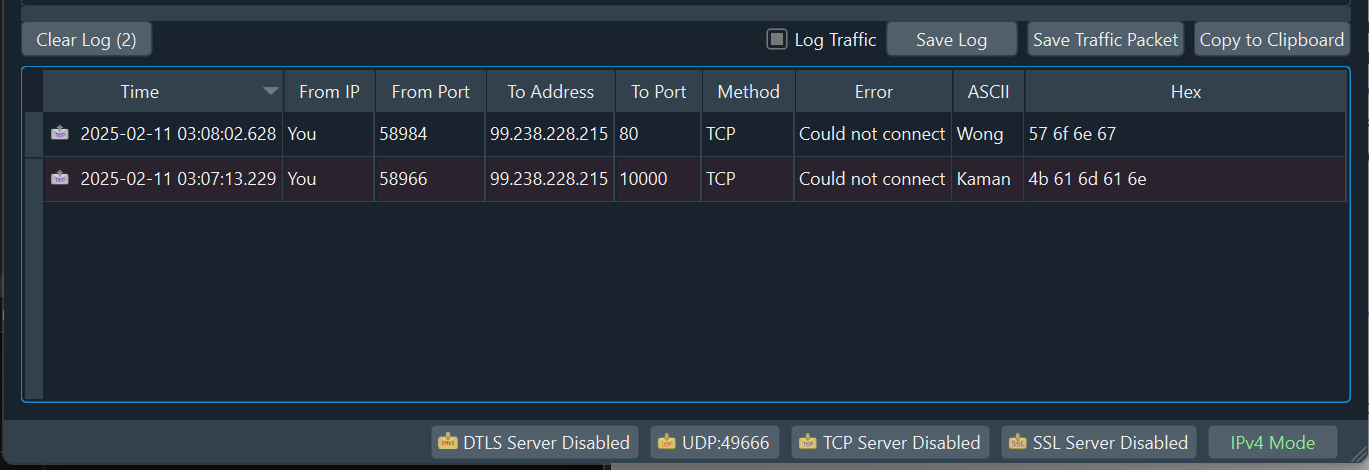 Clear Log (2) Log Traffic Save Log Save Traffic Packet Copy to Clipboard
Time From IP From Port To Address To Port Method Error ASCII Hex
2025-02-11 03:08:02.628 You 58984 99.238.228.215 80 TCP Could not connect Wong 57 6f 6e 67
2025-02-11 03:07:13.229 You 58966 99.238.228.215 10000 TCP Could not connect Kaman 4b 61 6d 61 6e
DTLS Server Disabled UDP:49666 TCP Server Disabled SSL Server Disabled IPv4 Mode